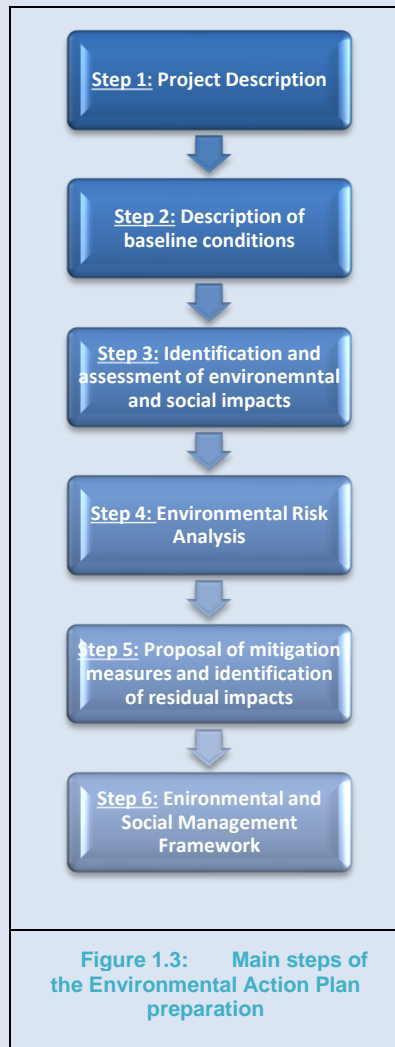 Step 1: Project Description
Step 2: Description of
baseline conditions
Step 3: Identification and
assessment of environemntal
and social impacts
Step 4: Environmental Risk
Analysis
Step 5: Proposal of mitigation
measures and identification
of residual impacts
Step 6: Enironmental and
Social Management
Framework
Figure 1.3: Main steps of
the Environmental Action Plan
preparation